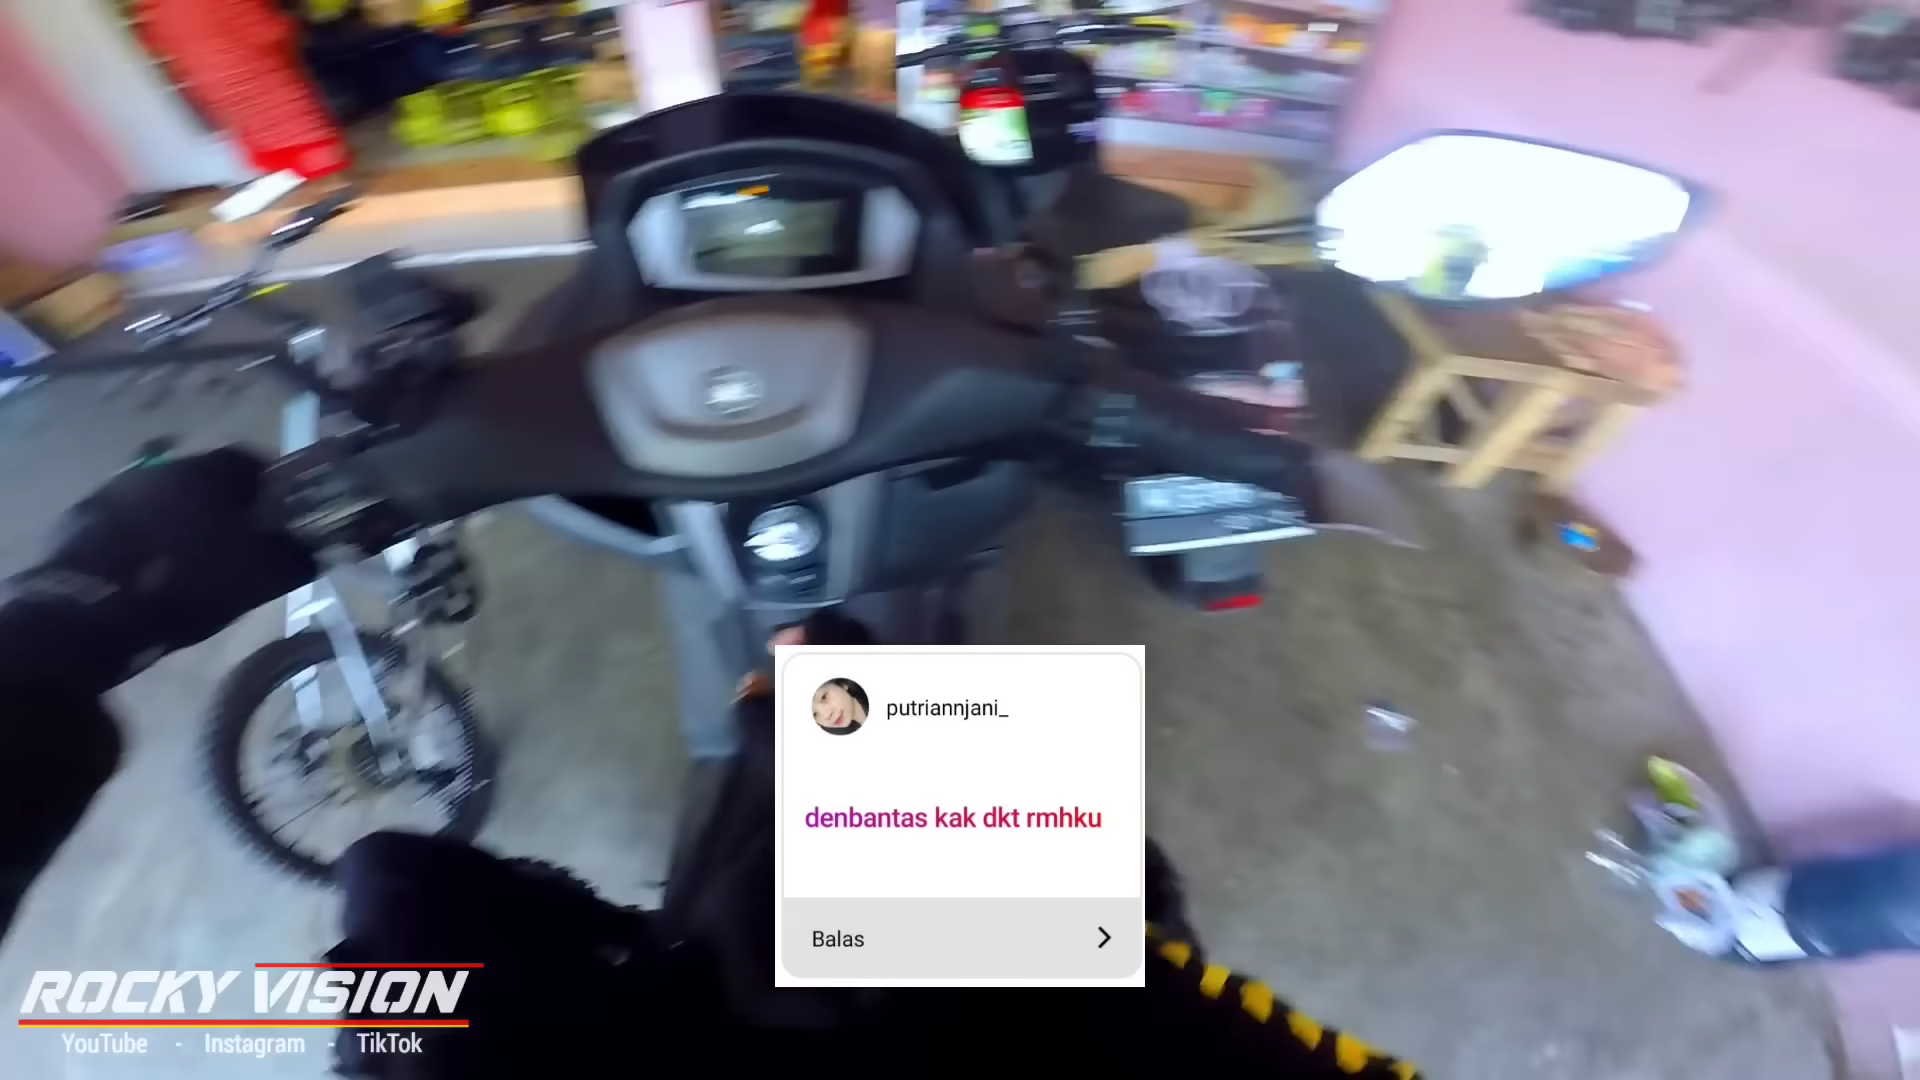 putriannjani_
denbantas kak dkt rmhku
Balas
ROCKY VISION
YouTube - Instagram - TikTok